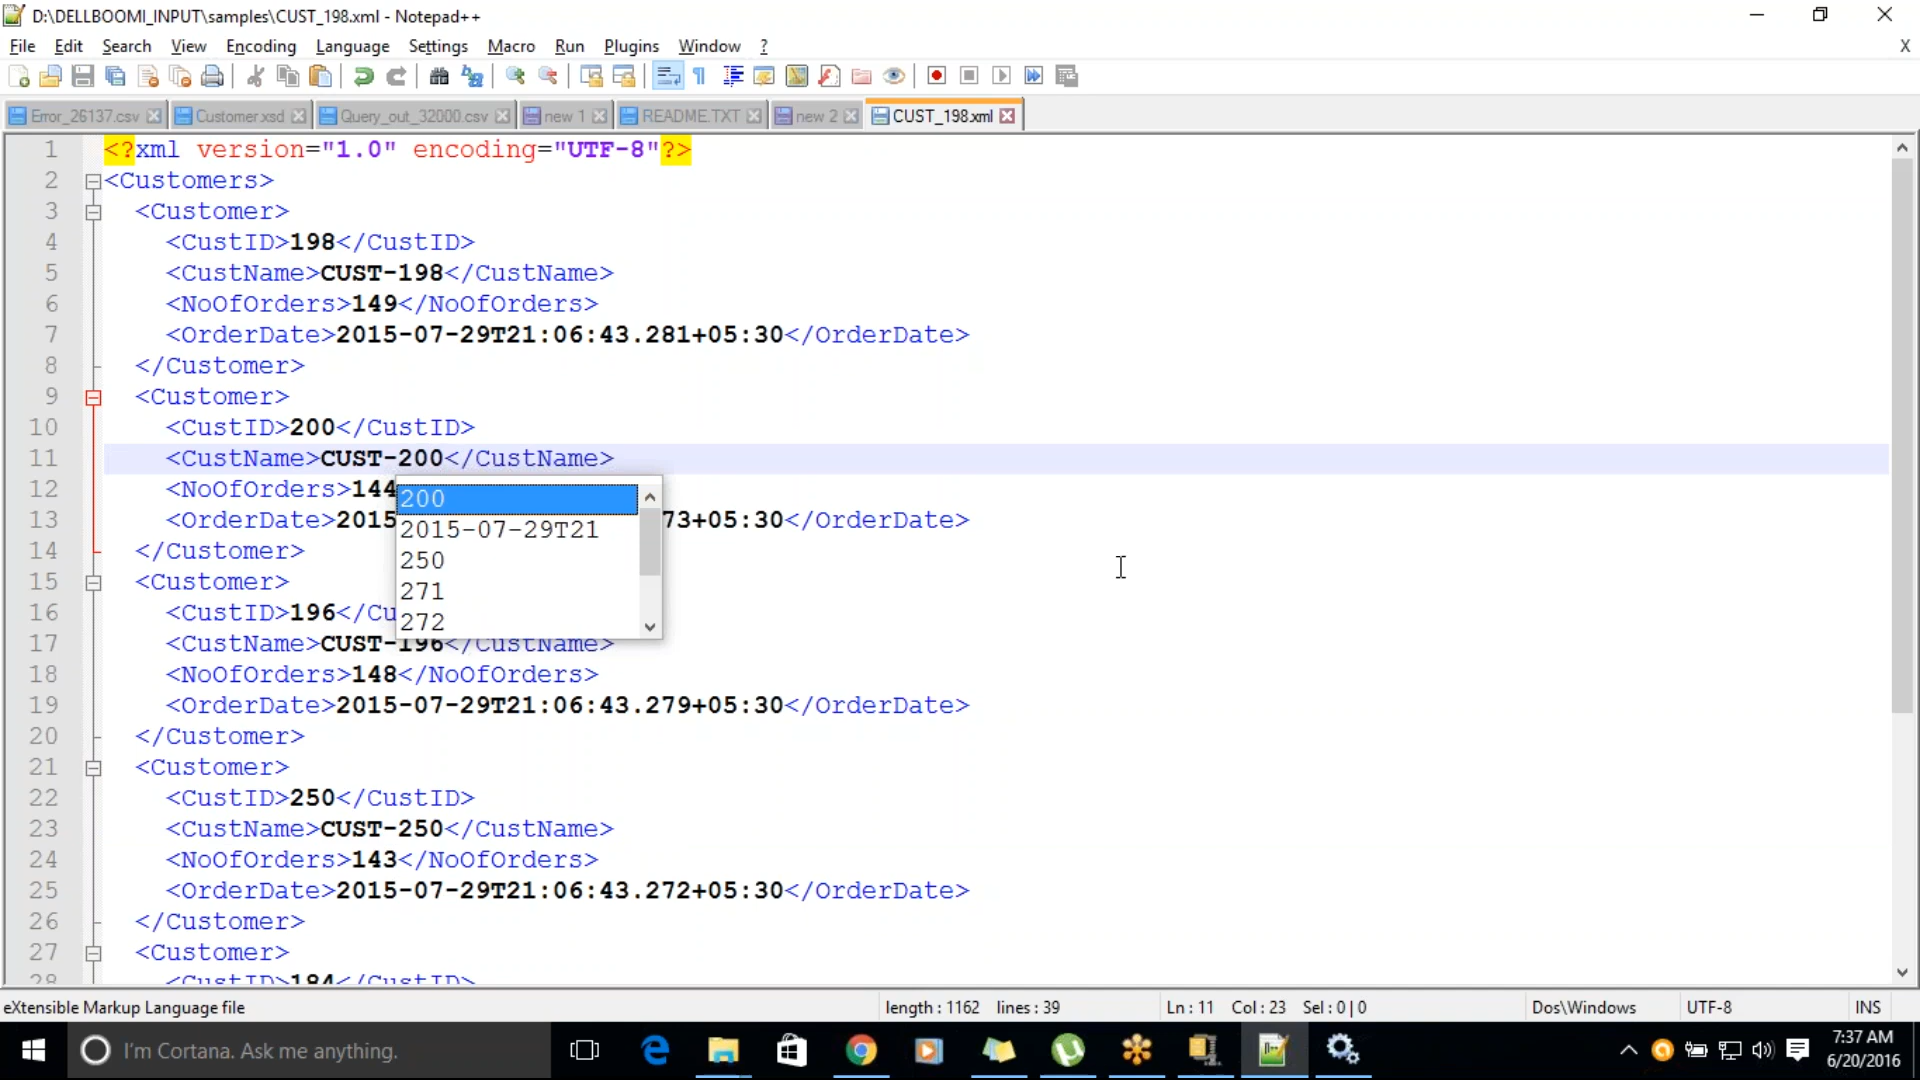 D:\DELLBOOMI_INPUT\samples\CUST_198.xml - Notepad++
File Edit Search View Encoding Language Settings Macro Run Plugins Window ? X
Error_26137.csv Customer.xsd Query_out_32000.csv new 1 README.TXT new 2 CUST_198.xml
1 <?xml version="1.0" encoding="UTF-8"?>
2 <Customers>
3 <Customer>
4 <CustID>198</CustID>
5 <CustName>CUST-198</CustName>
6 <NoOfOrders>149</NoOfOrders>
7 <OrderDate>2015-07-29T21:06:43.281+05:30</OrderDate>
8 </Customer>
9 <Customer>
10 <CustID>200</CustID>
11 <CustName>CUST-200</CustName>
12 <NoOfOrders>144
13 <OrderDate>2015 73+05:30</OrderDate>
14 </Customer>
15 <Customer>
16 <CustID>196</Cu
17 <CustName>CUST-196</CustName>
18 <NoOfOrders>148</NoOfOrders>
19 <OrderDate>2015-07-29T21:06:43.279+05:30</OrderDate>
20 </Customer>
21 <Customer>
22 <CustID>250</CustID>
23 <CustName>CUST-250</CustName>
24 <NoOfOrders>143</NoOfOrders>
25 <OrderDate>2015-07-29T21:06:43.272+05:30</OrderDate>
26 </Customer>
27 <Customer>
28 <CustID>184</CustID>
200
2015-07-29T21
250
271
272
eXtensible Markup Language file length : 1162 lines : 39 Ln : 11 Col : 23 Sel : 0 | 0 Dos\Windows UTF-8 INS
I'm Cortana. Ask me anything.
7:37 AM
6/20/2016